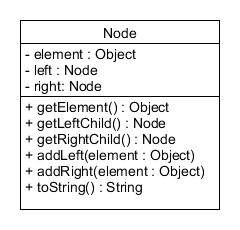 Node
- element : Object
- left : Node
- right: Node
+ getElement() : Object
+ getLeftChild() : Node
+ getRightChild() : Node
+ addLeft(element : Object)
+ addRight(element : Object)
+ toString() : String